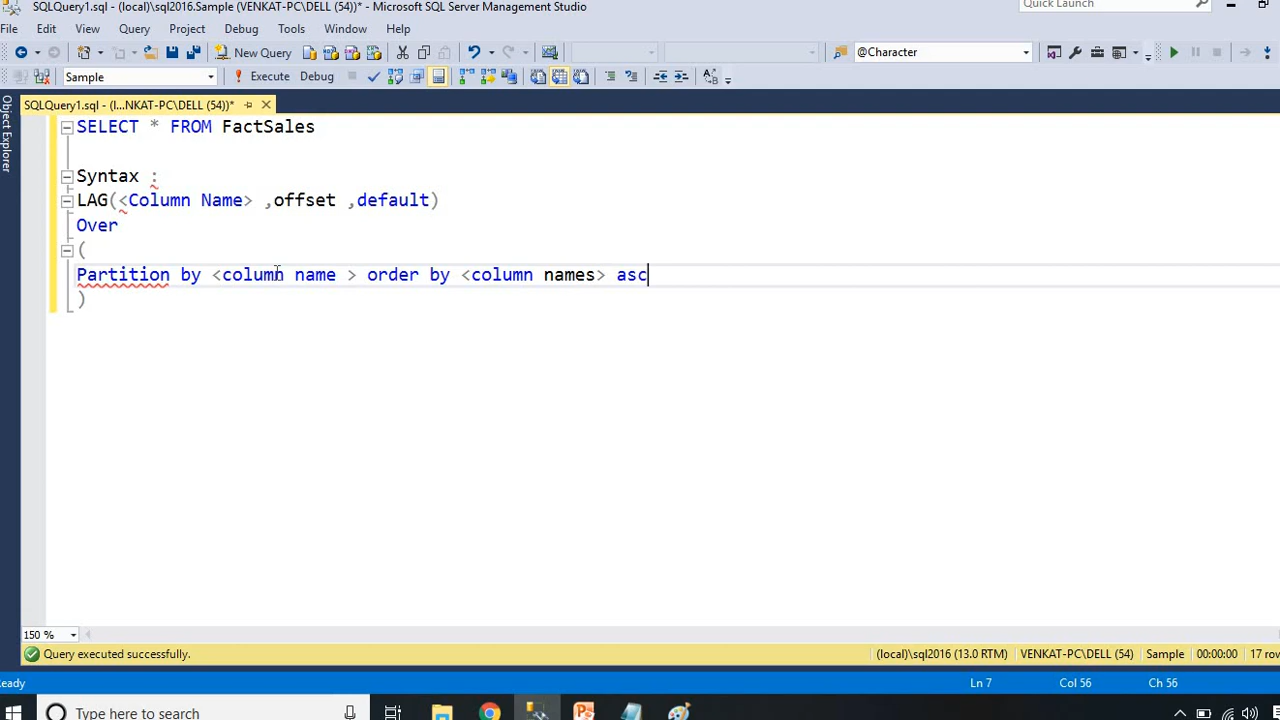 SQLQuery1.sql - (local)\sql2016.Sample (VENKAT-PC\DELL (54))* - Microsoft SQL Server Management Studio
Quick Launch
File Edit View Query Project Debug Tools Window Help
New Query
@Character
Sample
Execute Debug
SQLQuery1.sql - (l...NKAT-PC\DELL (54))*
Object Explorer
SELECT * FROM FactSales
Syntax :
LAG(<Column Name> ,offset ,default)
Over
(
Partition by <column name > order by <column names> asc
)
150 %
Query executed successfully.
(local)\sql2016 (13.0 RTM) VENKAT-PC\DELL (54) Sample 00:00:00 17 rov
eady
Ln 7 Col 56 Ch 56
Type here to search